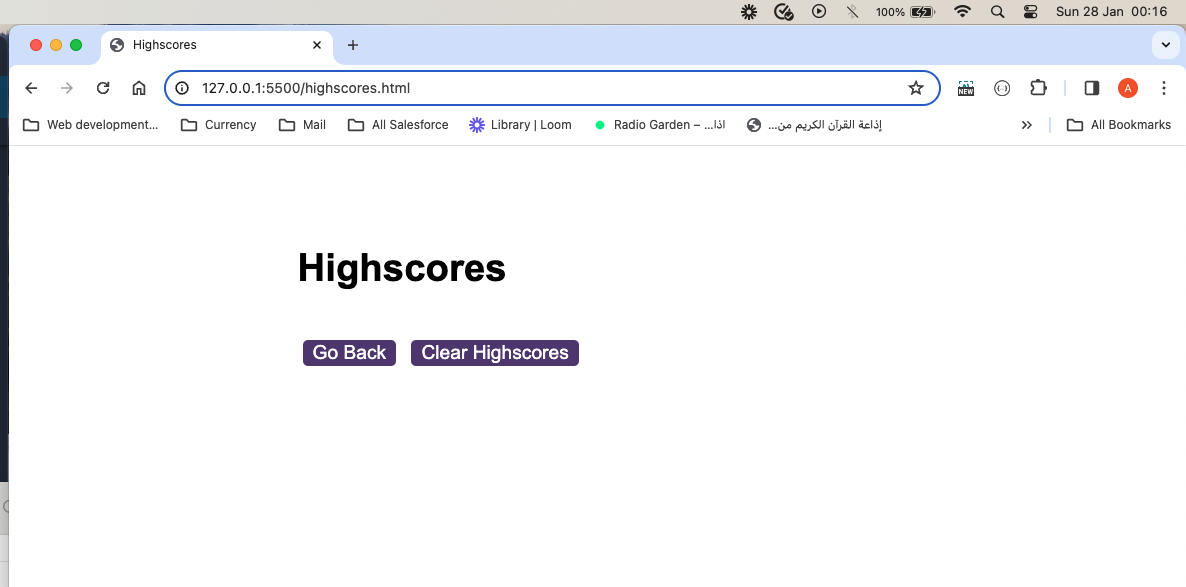 100% Sun 28 Jan 00:16
Highscores
127.0.0.1:5500/highscores.html NEW A
Web development... Currency Mail All Salesforce Library | Loom Radio Garden – ...اذا إذاعة القرآن الكريم من... All Bookmarks
Highscores
Go Back Clear Highscores